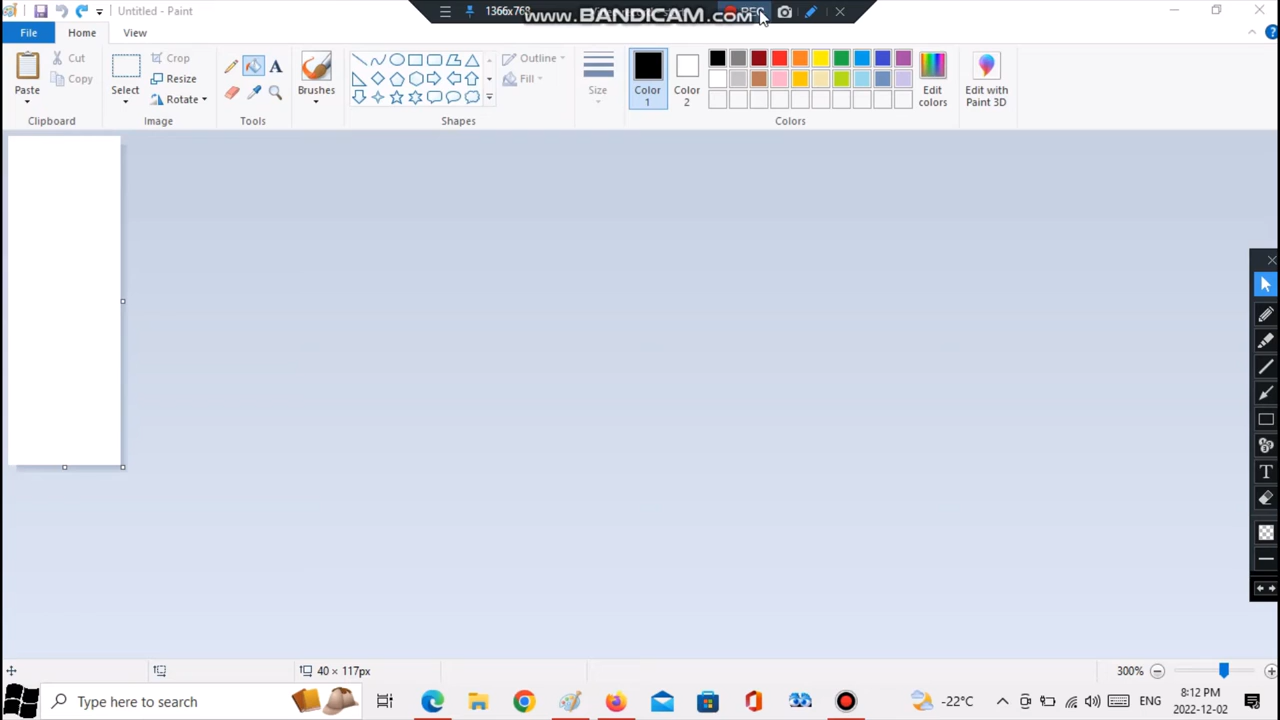 Untitled - Paint
1366x768
www.BANDICAM.com
REC
File
Home
View
Paste
Cut
Copy
Clipboard
Select
Crop
Resize
Rotate
Image
Tools
Brushes
Shapes
Outline
Fill
Size
Color 1
Color 2
Colors
Edit colors
Edit with Paint 3D
40 × 117px
300%
Type here to search
-22°C
ENG
8:12 PM
2022-12-02